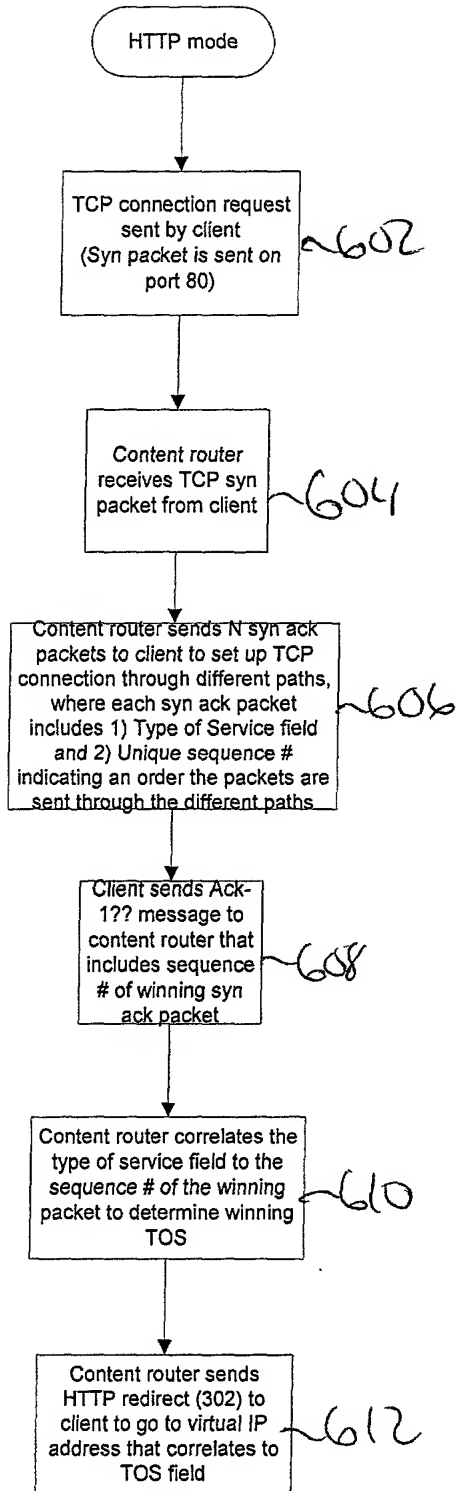 HTTP mode
TCP connection request
sent by client
(Syn packet is sent on
port 80)
602
Content router
receives TCP syn
packet from client
604
Content router sends N syn ack
packets to client to set up TCP
connection through different paths,
where each syn ack packet
includes 1) Type of Service field
and 2) Unique sequence #
indicating an order the packets are
sent through the different paths
606
Client sends Ack-
1?? message to
content router that
includes sequence
# of winning syn
ack packet
608
Content router correlates the
type of service field to the
sequence # of the winning
packet to determine winning
TOS
610
Content router sends
HTTP redirect (302) to
client to go to virtual IP
address that correlates to
TOS field
612